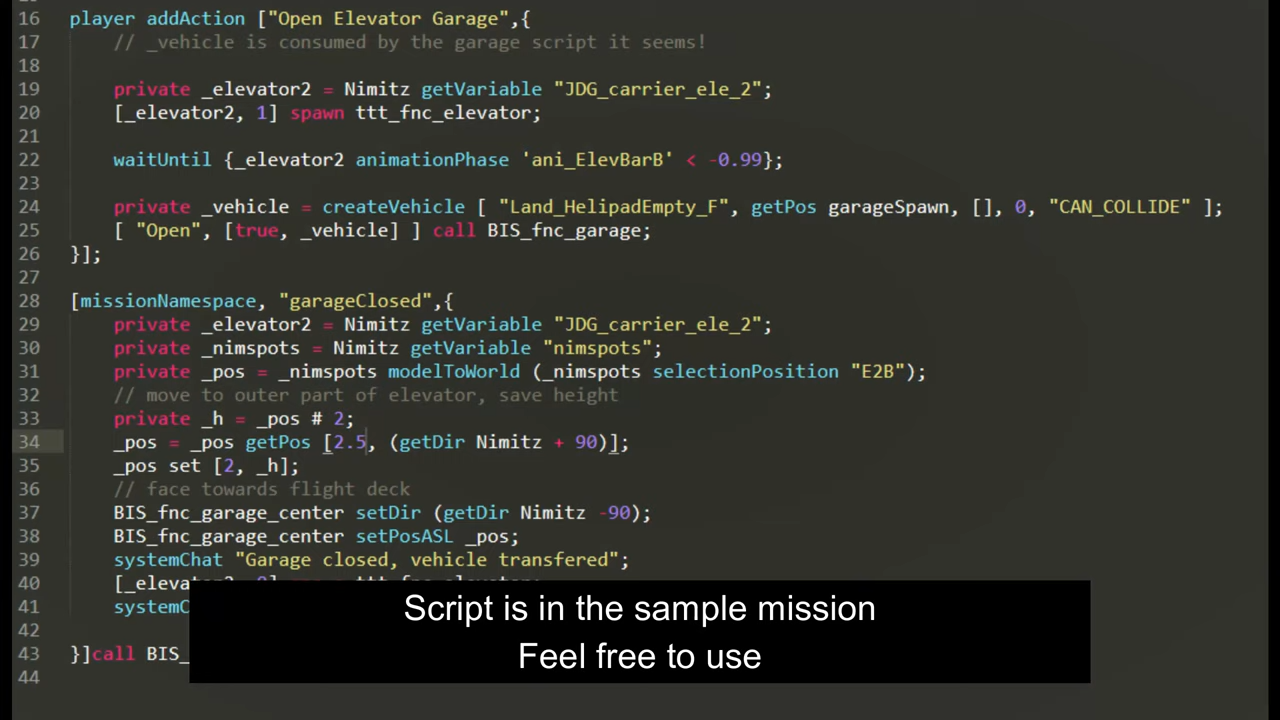 16 player addAction ["Open Elevator Garage",{
17 // _vehicle is consumed by the garage script it seems!
18
19 private _elevator2 = Nimitz getVariable "JDG_carrier_ele_2";
20 [_elevator2, 1] spawn ttt_fnc_elevator;
21
22 waitUntil {_elevator2 animationPhase 'ani_ElevBarB' < -0.99};
23
24 private _vehicle = createVehicle [ "Land_HelipadEmpty_F", getPos garageSpawn, [], 0, "CAN_COLLIDE" ];
25 [ "Open", [true, _vehicle] ] call BIS_fnc_garage;
26 }];
27
28 [missionNamespace, "garageClosed",{
29 private _elevator2 = Nimitz getVariable "JDG_carrier_ele_2";
30 private _nimspots = Nimitz getVariable "nimspots";
31 private _pos = _nimspots modelToWorld (_nimspots selectionPosition "E2B");
32 // move to outer part of elevator, save height
33 private _h = _pos # 2;
34 _pos = _pos getPos [2.5, (getDir Nimitz + 90)];
35 _pos set [2, _h];
36 // face towards flight deck
37 BIS_fnc_garage_center setDir (getDir Nimitz -90);
38 BIS_fnc_garage_center setPosASL _pos;
39 systemChat "Garage closed, vehicle transfered";
40
41
42
43 }]call
44
Script is in the sample mission
Feel free to use